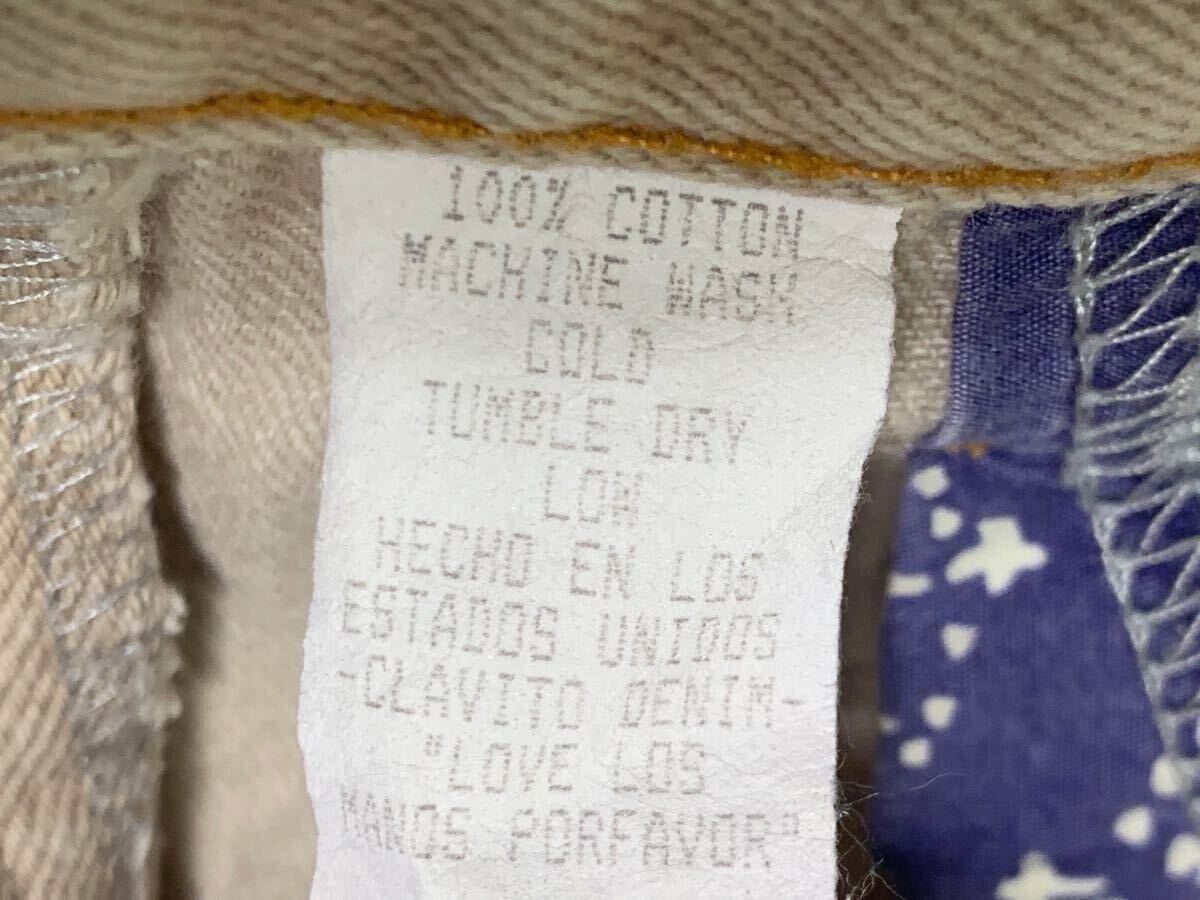 100% COTTON
MACHINE WASH
COLD
TUMBLE DRY
LOW
HECHO EN LOS
ESTADOS UNIDOS
-CLAVITO DENIM-
"LOVE LOS
MANOS PORFAVOR"